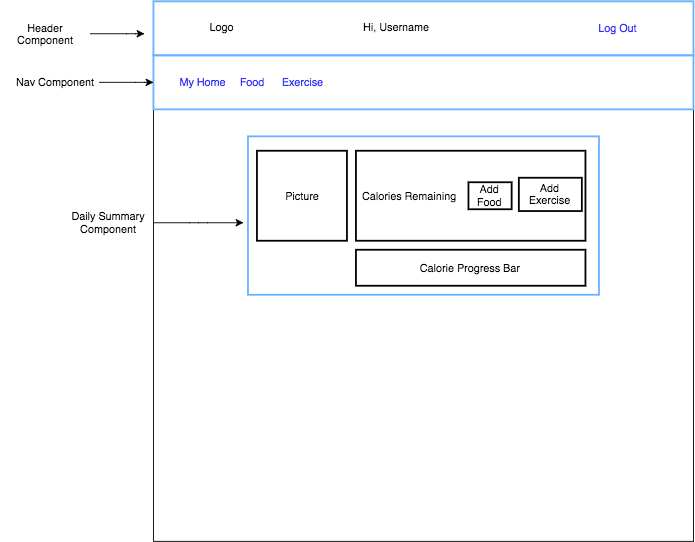 Header
Component
Logo
Hi, Username
Log Out
Nav Component
My Home
Food
Exercise
Daily Summary
Component
Picture
Calories Remaining
Add
Food
Add
Exercise
Calorie Progress Bar